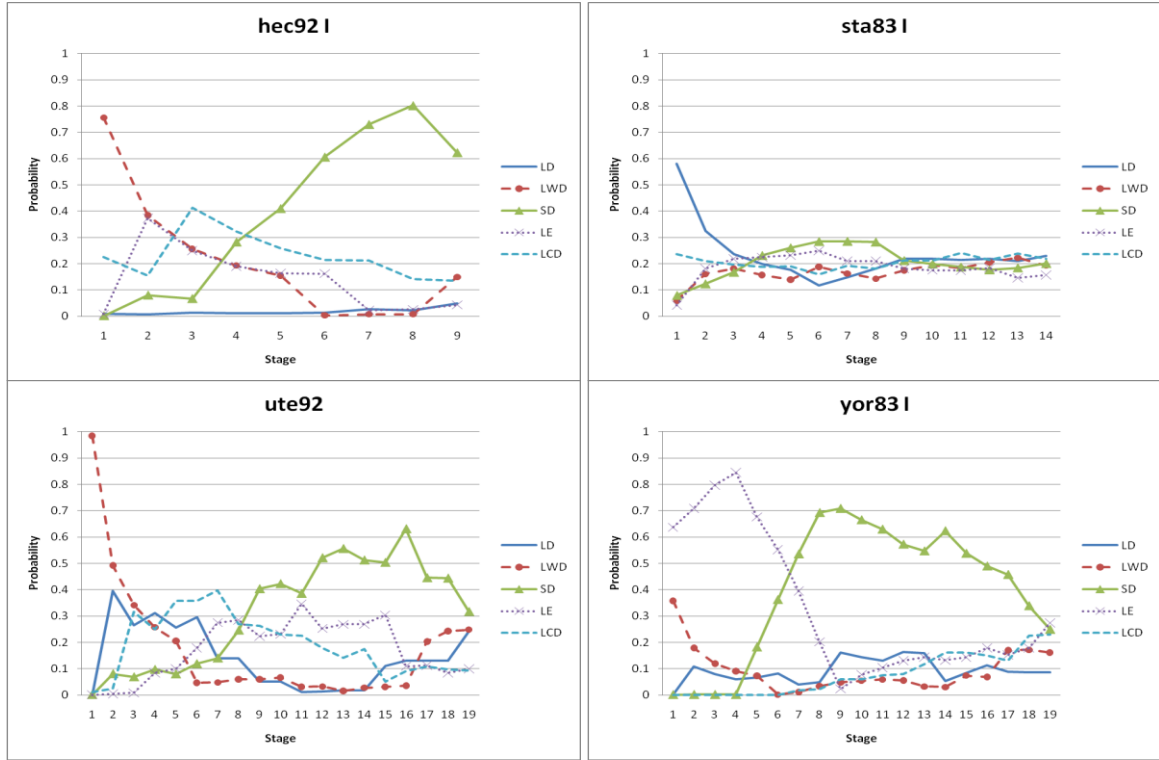 hec92 I
1
0.9
0.8
0.7
0.6
0.5
0.4
0.3
0.2
0.1
0
Probability
1 2 3 4 5 6 7 8 9
Stage
LD
LWD
SD
LE
LCD
sta83 I
1
0.9
0.8
0.7
0.6
0.5
0.4
0.3
0.2
0.1
0
Probability
1 2 3 4 5 6 7 8 9 10 11 12 13 14
Stage
LD
LWD
SD
LE
LCD
ute92
1
0.9
0.8
0.7
0.6
0.5
0.4
0.3
0.2
0.1
0
Probability
1 2 3 4 5 6 7 8 9 10 11 12 13 14 15 16 17 18 19
Stage
LD
LWD
SD
LE
LCD
yor83 I
1
0.9
0.8
0.7
0.6
0.5
0.4
0.3
0.2
0.1
0
Probability
1 2 3 4 5 6 7 8 9 10 11 12 13 14 15 16 17 18 19
Stage
LD
LWD
SD
LE
LCD